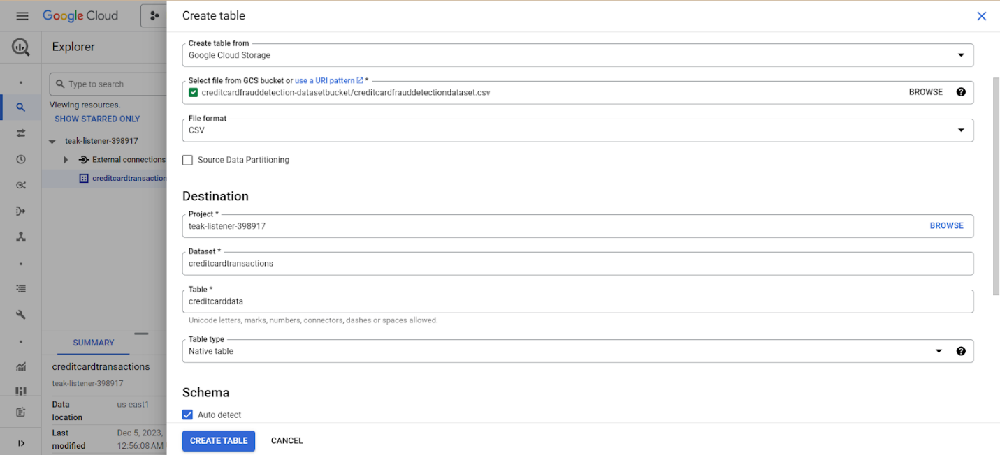 Google Cloud
Explorer
Type to search
Viewing resources.
SHOW STARRED ONLY
teak-listener-398917
External connections
creditcardtransaction
SUMMARY
creditcardtransactions
teak-listener-398917
Data location us-east1
Last modified Dec 5, 2023, 12:56:08 AM
Create table
Create table from
Google Cloud Storage
Select file from GCS bucket or use a URI pattern *
creditcardfrauddetection-datasetbucket/creditcardfrauddetectiondataset.csv BROWSE ?
File format
CSV
Source Data Partitioning
Destination
Project *
teak-listener-398917 BROWSE
Dataset *
creditcardtransactions
Table *
creditcarddata
Unicode letters, marks, numbers, connectors, dashes or spaces allowed.
Table type
Native table ?
Schema
Auto detect
CREATE TABLE CANCEL